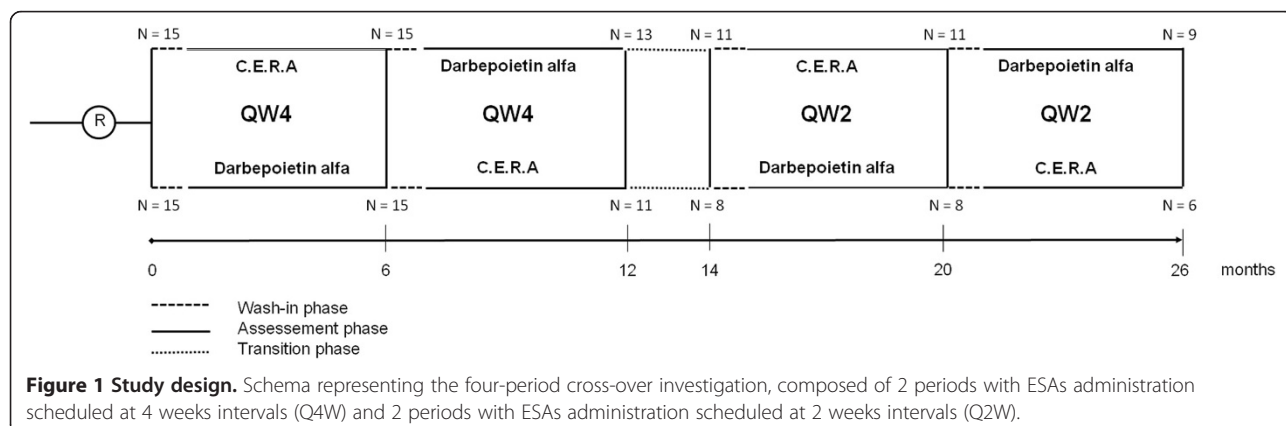 N = 15 N = 15 N = 13 N = 11 N = 11 N = 9
C.E.R.A Darbepoietin alfa C.E.R.A Darbepoietin alfa
QW4 QW4 QW2 QW2
R
Darbepoietin alfa C.E.R.A Darbepoietin alfa C.E.R.A
N = 15 N = 15 N = 11 N = 8 N = 8 N = 6
0 6 12 14 20 26 months
Wash-in phase
Assessement phase
Transition phase
Figure 1 Study design. Schema representing the four-period cross-over investigation, composed of 2 periods with ESAs administration
scheduled at 4 weeks intervals (Q4W) and 2 periods with ESAs administration scheduled at 2 weeks intervals (Q2W).